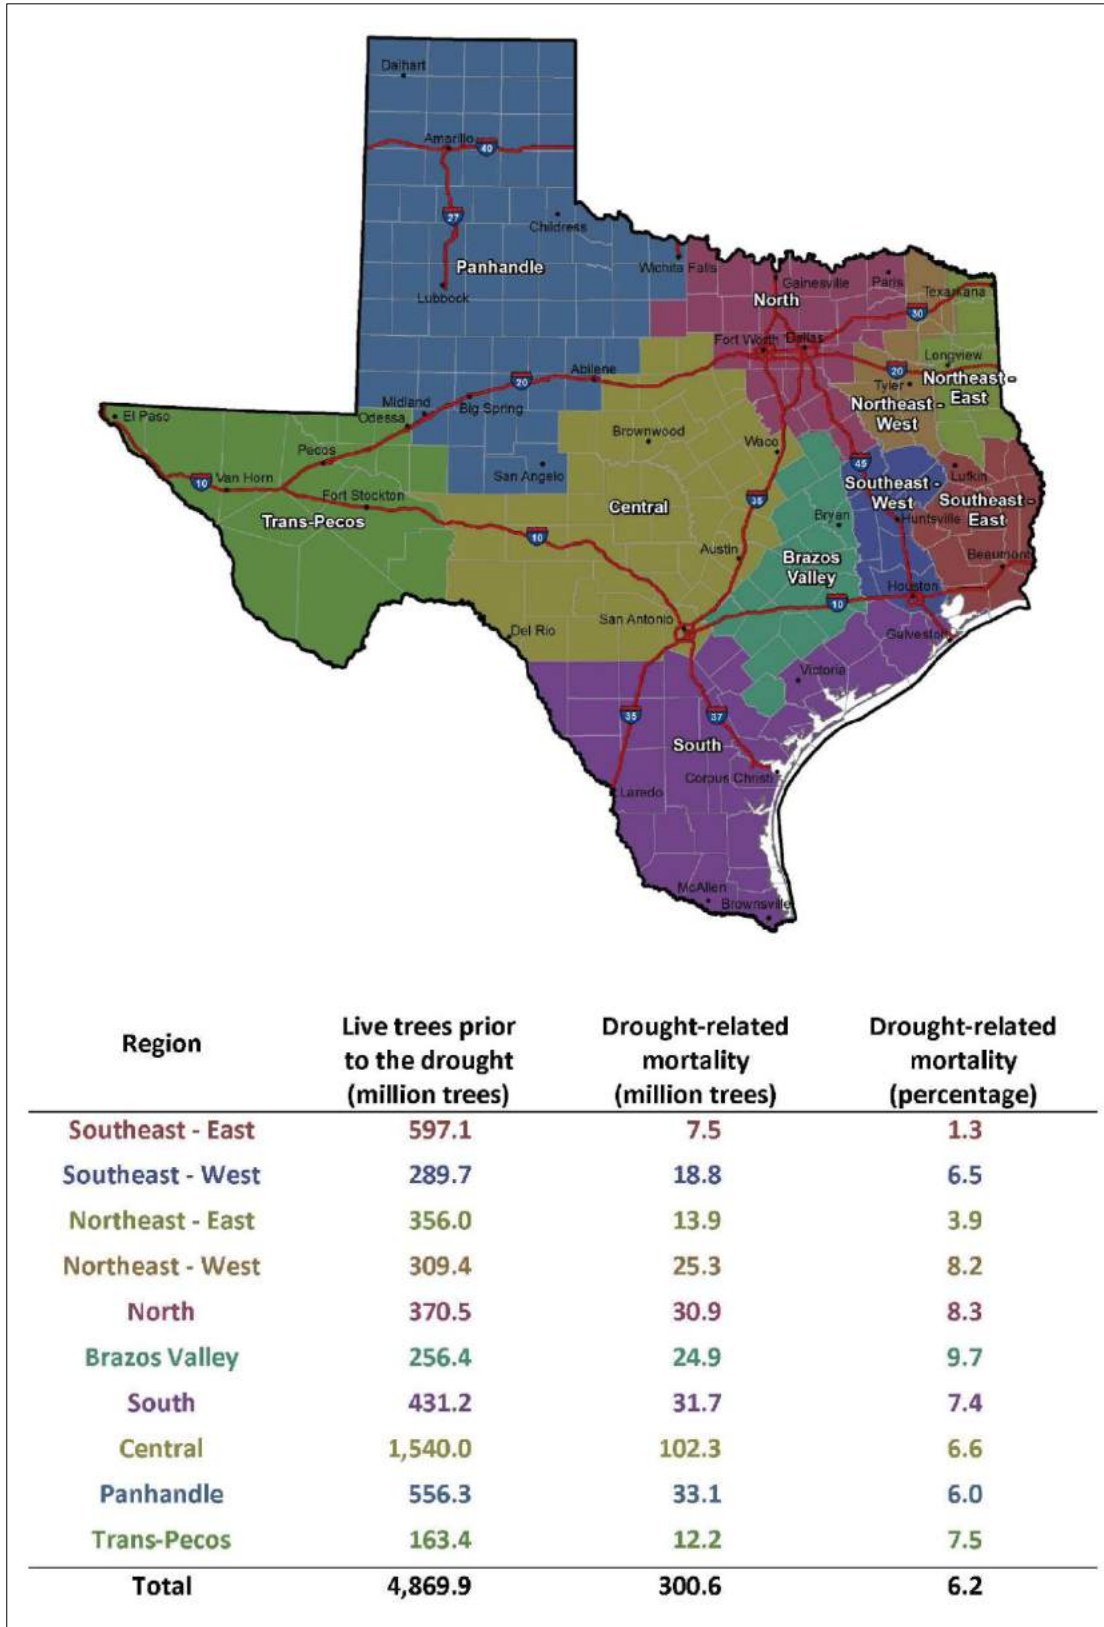 Dalhart
Amarillo
40
27
Childress
Panhandle
Wichita Falls
Gainesville
Paris
Texarkana
Lubbock
North
30
Fort Worth
Dallas
Longview
20
Abilene
20
Tyler
Northeast -
East
Midland
Big Spring
Northeast -
West
El Paso
Odessa
Brownwood
Waco
Pecos
45
Lufkin
10
Van Horn
San Angelo
Southeast -
West
Fort Stockton
Central
35
Southeast -
East
Trans-Pecos
Bryan
Huntsville
10
Austin
Brazos
Valley
Beaumont
Houston
10
San Antonio
Del Rio
Galveston
Victoria
35
37
South
Corpus Christi
Laredo
McAllen
Brownsville
Region Live trees prior to the drought (million trees) Drought-related mortality (million trees) Drought-related mortality (percentage)
Southeast - East 597.1 7.5 1.3
Southeast - West 289.7 18.8 6.5
Northeast - East 356.0 13.9 3.9
Northeast - West 309.4 25.3 8.2
North 370.5 30.9 8.3
Brazos Valley 256.4 24.9 9.7
South 431.2 31.7 7.4
Central 1,540.0 102.3 6.6
Panhandle 556.3 33.1 6.0
Trans-Pecos 163.4 12.2 7.5
Total 4,869.9 300.6 6.2